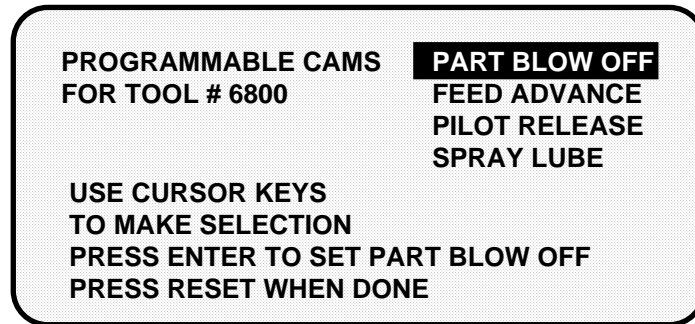 PROGRAMMABLE CAMS PART BLOW OFF
FOR TOOL # 6800 FEED ADVANCE
PILOT RELEASE
SPRAY LUBE
USE CURSOR KEYS
TO MAKE SELECTION
PRESS ENTER TO SET PART BLOW OFF
PRESS RESET WHEN DONE